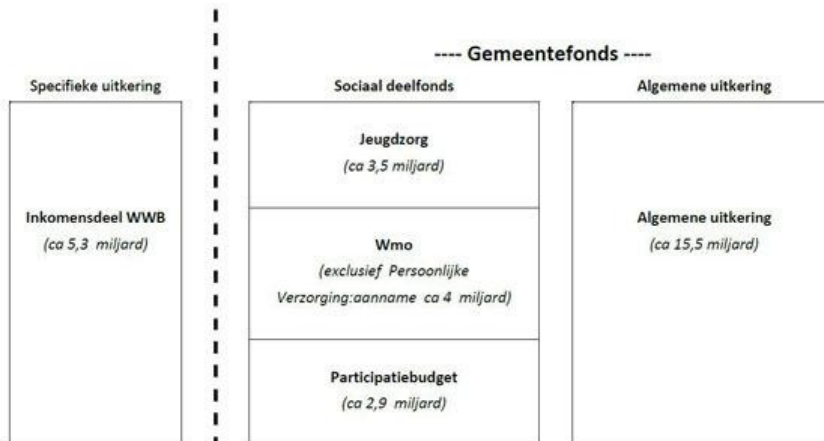 ---- Gemeentefonds ----
Specifieke uitkering
Sociaal deelfonds
Algemene uitkering
Inkomensdeel WWB
(ca 5,3 miljard)
Jeugdzorg
(ca 3,5 miljard)
Wmo
(exclusief Persoonlijke
Verzorging:aanname ca 4 miljard)
Participatiebudget
(ca 2,9 miljard)
Algemene uitkering
(ca 15,5 miljard)